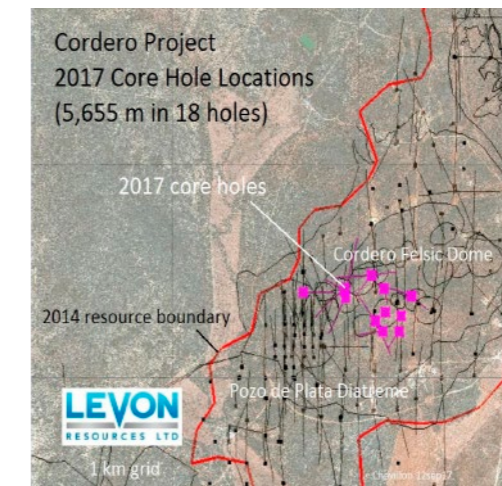 Cordero Project
2017 Core Hole Locations
(5,655 m in 18 holes)
2017 core holes
Cordero Felsic Dome
2014 resource boundary
Pozo de Plata Diatreme
LEVON
RESOURCES LTD
1 km grid